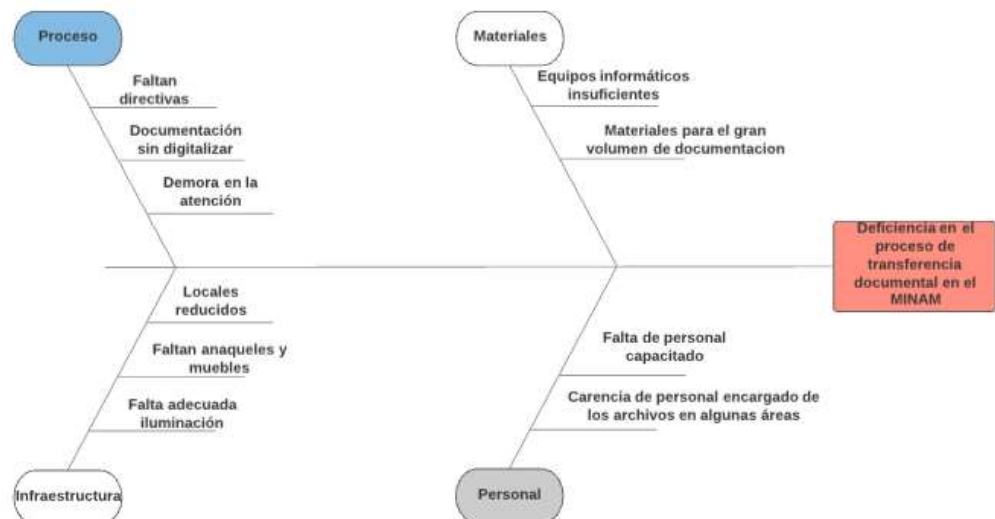 Proceso
Faltan
directivas
Documentación
sin digitalizar
Demora en la
atención
Materiales
Equipos informáticos
insuficientes
Materiales para el gran
volumen de documentacion
Deficiencia en el
proceso de
transferencia
documental en el
MINAM
Locales
reducidos
Faltan anaqueles y
muebles
Falta adecuada
iluminación
Infraestructura
Falta de personal
capacitado
Carencia de personal encargado de
los archivos en algunas áreas
Personal